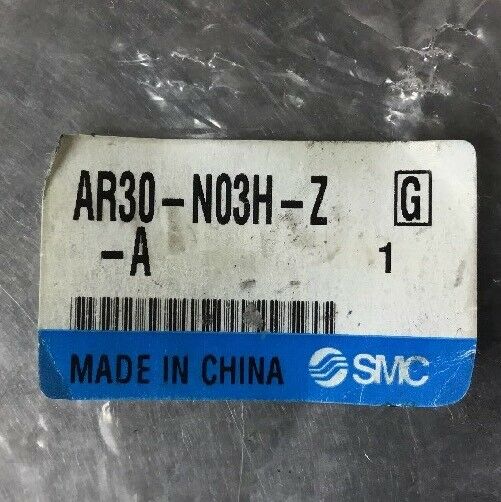 AR30-N03H-Z G
-A 1
MADE IN CHINA SMC